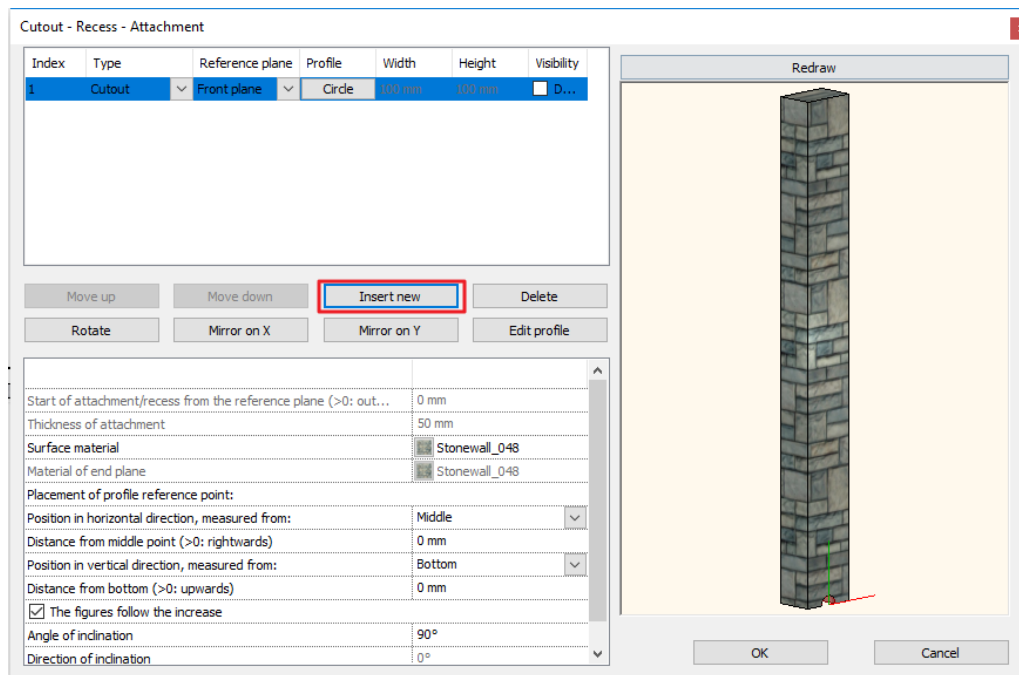 Cutout - Recess - Attachment
Index Type Reference plane Profile Width Height Visibility
1 Cutout Front plane Circle 100 mm 100 mm D...
Redraw
Move up Move down Insert new Delete
Rotate Mirror on X Mirror on Y Edit profile
Start of attachment/recess from the reference plane (>0: out... 0 mm
Thickness of attachment 50 mm
Surface material Stonewall_048
Material of end plane Stonewall_048
Placement of profile reference point:
Position in horizontal direction, measured from: Middle
Distance from middle point (>0: rightwards) 0 mm
Position in vertical direction, measured from: Bottom
Distance from bottom (>0: upwards) 0 mm
The figures follow the increase
Angle of inclination 90°
Direction of inclination 0°
OK Cancel